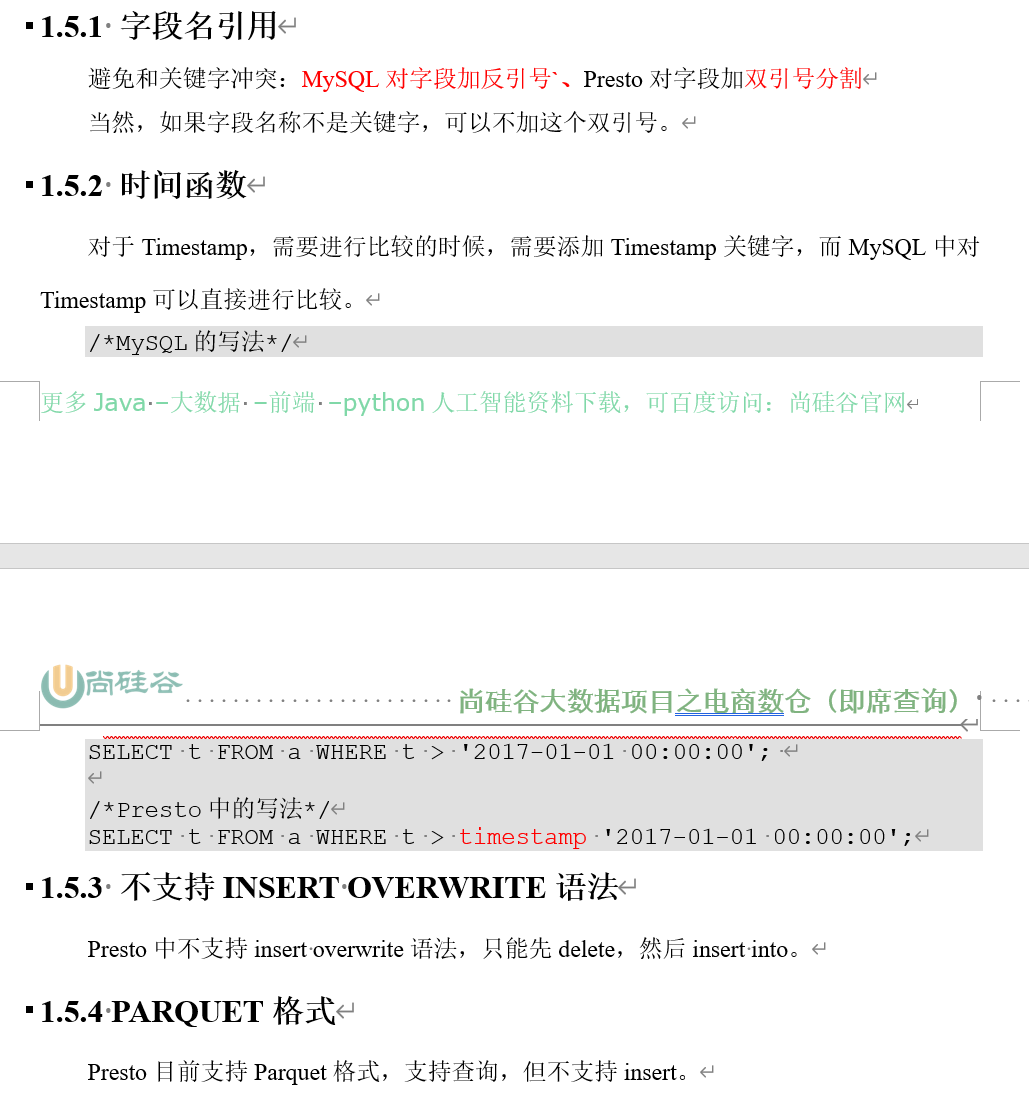 1.5.1 字段名引用
避免和关键字冲突：MySQL 对字段加反引号`、Presto 对字段加双引号分割
当然，如果字段名称不是关键字，可以不加这个双引号。
1.5.2 时间函数
对于 Timestamp，需要进行比较的时候，需要添加 Timestamp 关键字，而 MySQL 中对
Timestamp 可以直接进行比较。
/*MySQL 的写法*/
更多 Java –大数据 –前端 –python 人工智能资料下载，可百度访问：尚硅谷官网
尚硅谷
尚硅谷大数据项目之电商数仓（即席查询）
SELECT t FROM a WHERE t > '2017-01-01 00:00:00';
/*Presto 中的写法*/
SELECT t FROM a WHERE t > timestamp '2017-01-01 00:00:00';
1.5.3 不支持 INSERT OVERWRITE 语法
Presto 中不支持 insert overwrite 语法，只能先 delete，然后 insert into。
1.5.4 PARQUET 格式
Presto 目前支持 Parquet 格式，支持查询，但不支持 insert。